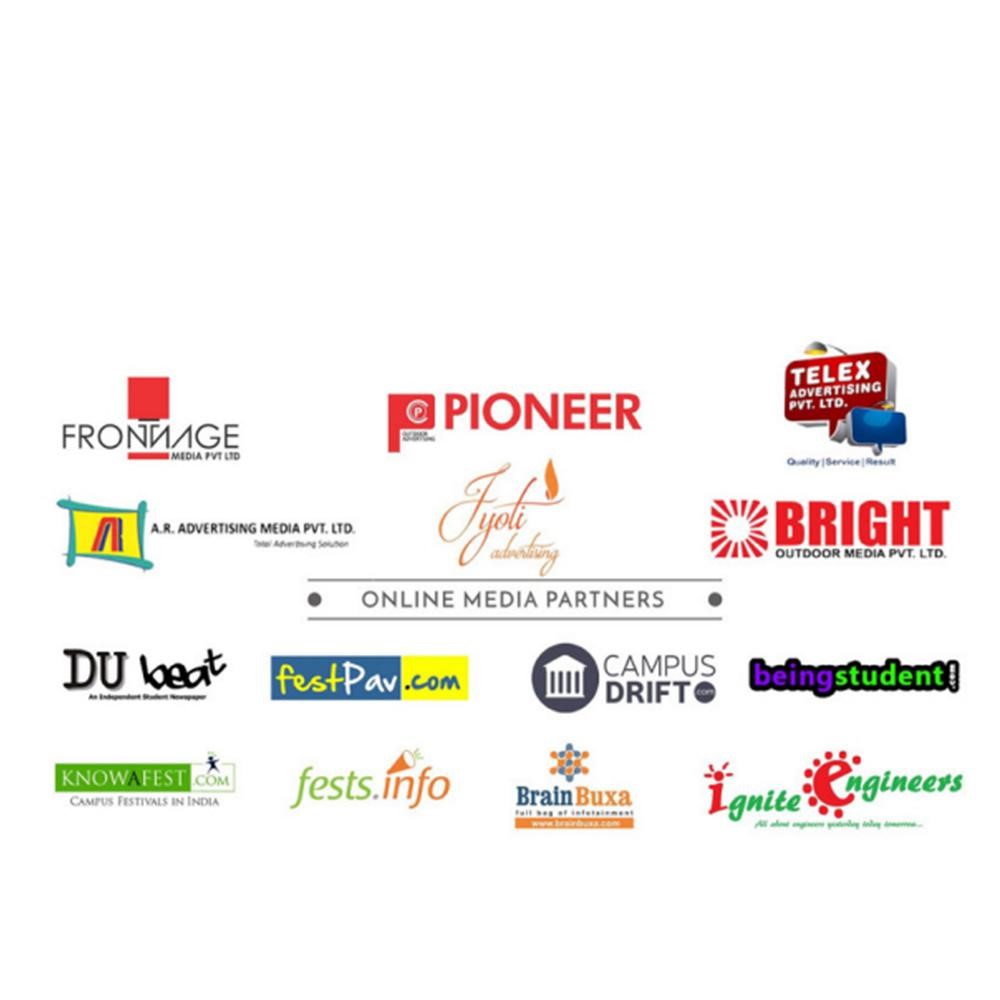 FRONTAGE
MEDIA PVT LTD
PIONEER
OUTDOOR
ADVERTISING
TELEX
ADVERTISING
PVT. LTD.
Quality|Service|Result
A.R. ADVERTISING MEDIA PVT. LTD.
Total Advertising Solution
Jyoti
advertising
BRIGHT
OUTDOOR MEDIA PVT. LTD.
ONLINE MEDIA PARTNERS
DU beat
An Independent Student Newspaper
festPav.com
CAMPUS
DRIFT.com
beingstudent.com
KNOWAFEST.COM
CAMPUS FESTIVALS IN INDIA
fests.info
BrainBuxa
full bag of infotainment
www.brainbuxa.com
ignite engineers
All about engineers yesterday today tomorrow...